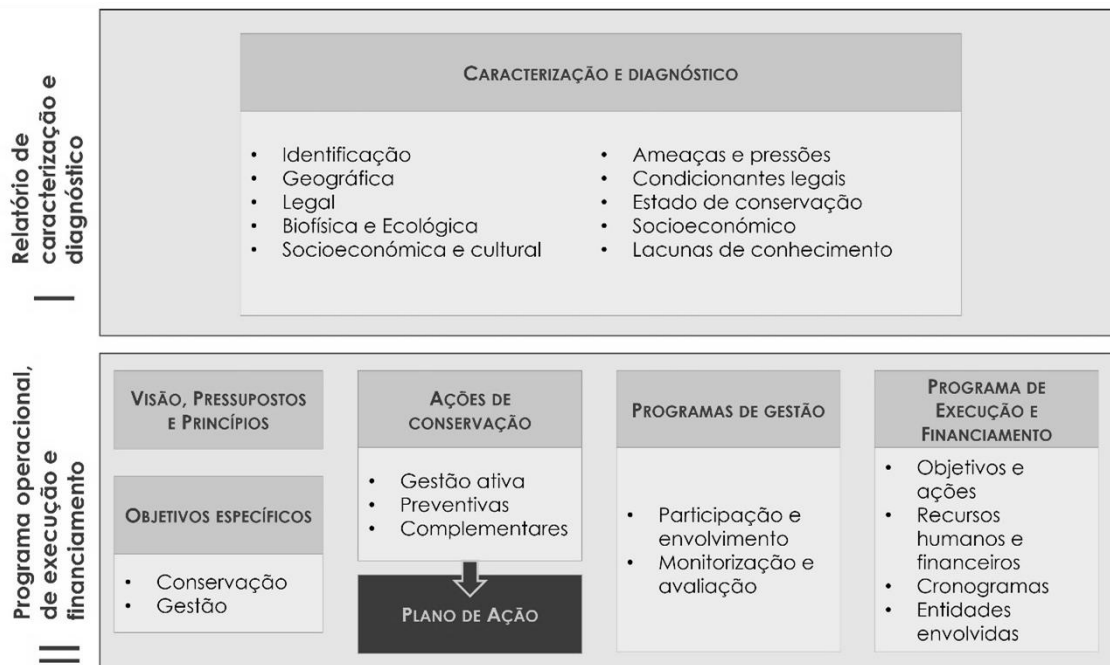 Relatório de
caracterização e
diagnóstico
I
CARACTERIZAÇÃO E DIAGNÓSTICO
• Identificação
• Geográfica
• Legal
• Biofísica e Ecológica
• Socioeconómica e cultural
• Ameaças e pressões
• Condicionantes legais
• Estado de conservação
• Socioeconómico
• Lacunas de conhecimento
Programa operacional,
de execução e
financiamento
II
VISÃO, PRESSUPOSTOS
E PRINCÍPIOS
OBJETIVOS ESPECÍFICOS
• Conservação
• Gestão
AÇÕES DE
CONSERVAÇÃO
• Gestão ativa
• Preventivas
• Complementares
PLANO DE AÇÃO
PROGRAMAS DE GESTÃO
• Participação e
envolvimento
• Monitorização e
avaliação
PROGRAMA DE
EXECUÇÃO E
FINANCIAMENTO
• Objetivos e
ações
• Recursos
humanos e
financeiros
• Cronogramas
• Entidades
envolvidas